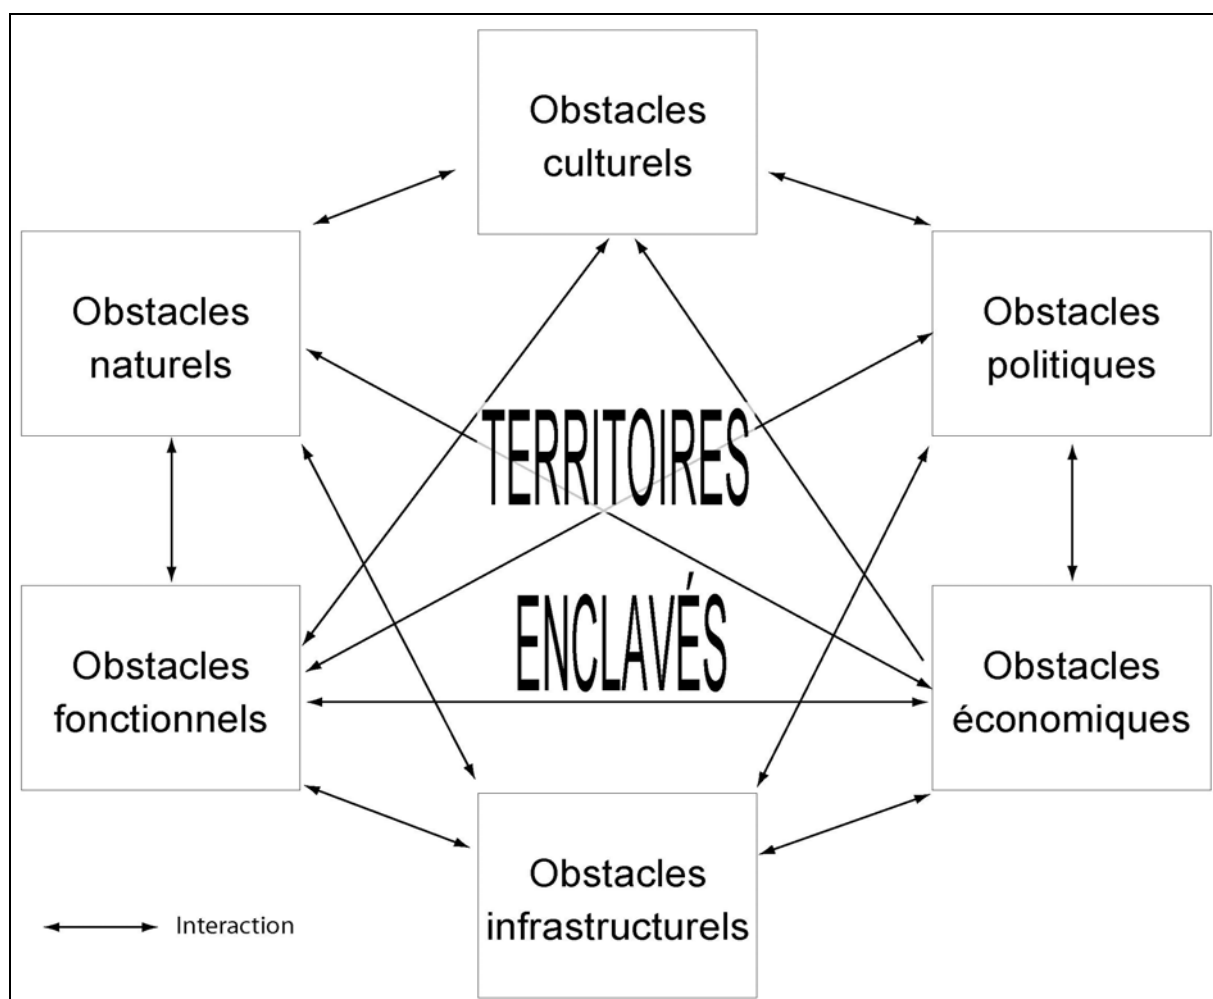 Obstacles
culturels
Obstacles
naturels
Obstacles
politiques
TERRITOIRES
ENCLAVÉS
Obstacles
fonctionnels
Obstacles
économiques
Obstacles
infrastructurels
Interaction